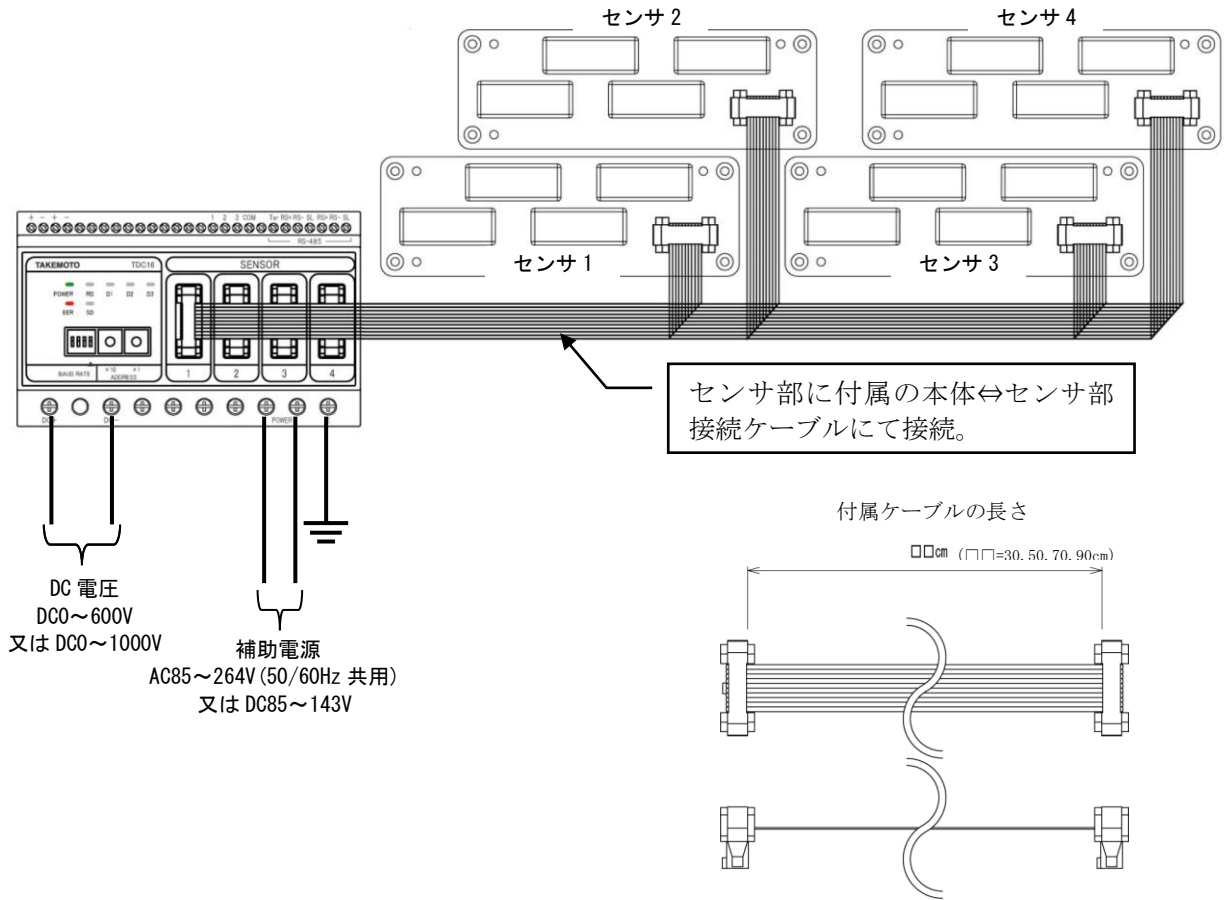 センサ 2
センサ 4
センサ 1
センサ 3
+ - + -
1 2 3 COM
Ter RS+ RS- SL RS+ RS- SL
RS-485
TAKEMOTO
TDC16
SENSOR
POWER RD D1 D2 D3
EER SD
BAUD RATE
×10 ×1
ADDRESS
1 2 3 4
DC+
DC-
POWER
センサ部に付属の本体⇔センサ部
接続ケーブルにて接続。
DC 電圧
DC0～600V
又は DC0～1000V
補助電源
AC85～264V(50/60Hz 共用)
又は DC85～143V
付属ケーブルの長さ
□□cm (□□=30.50.70.90cm)